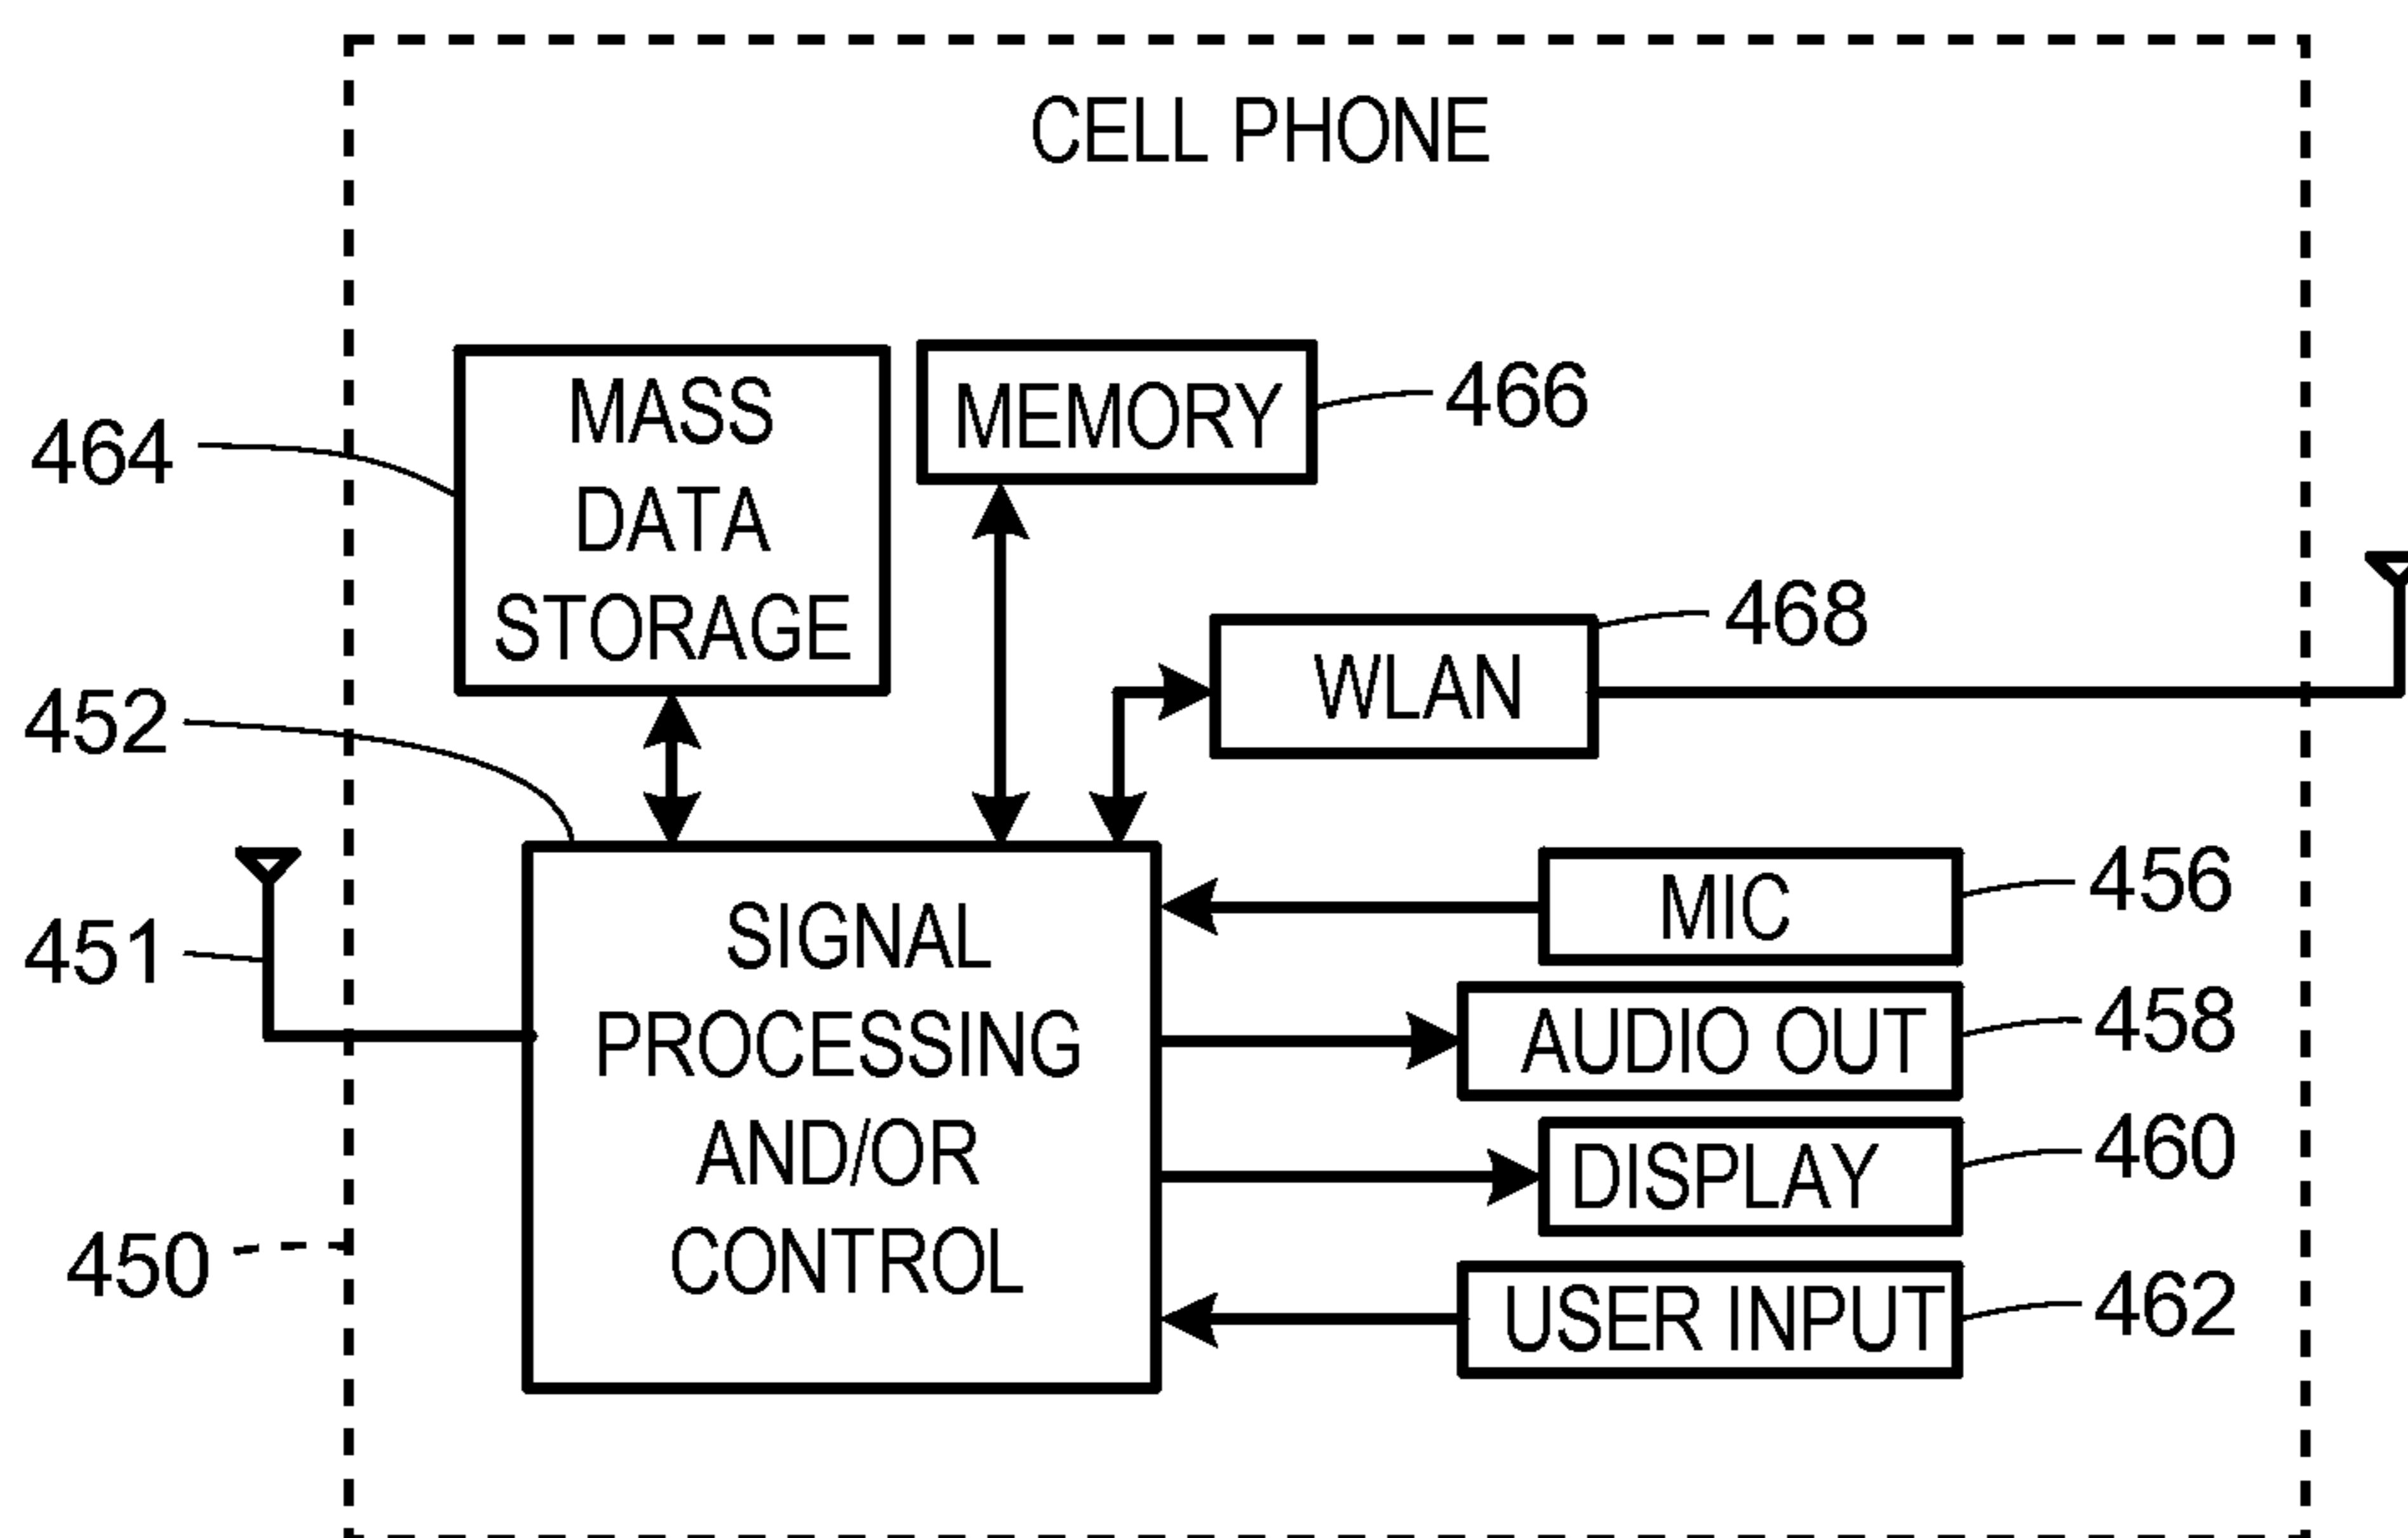 CELL PHONE
MASS
DATA
STORAGE
464
MEMORY
466
WLAN
468
452
451
450
SIGNAL
PROCESSING
AND/OR
CONTROL
MIC
456
AUDIO OUT
458
DISPLAY
460
USER INPUT
462